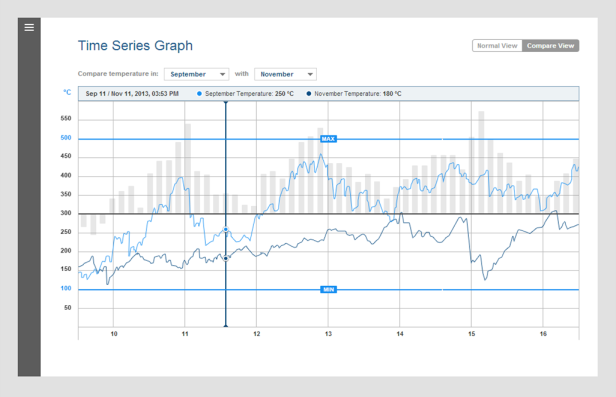 Time Series Graph
Normal View Compare View
Compare temperature in: September with November
°C Sep 11 / Nov 11, 2013, 03:53 PM September Temperature: 250 °C November Temperature: 180 °C
550
500 MAX
450
400
350
300
250
200
150
100 MIN
50
10 11 12 13 14 15 16